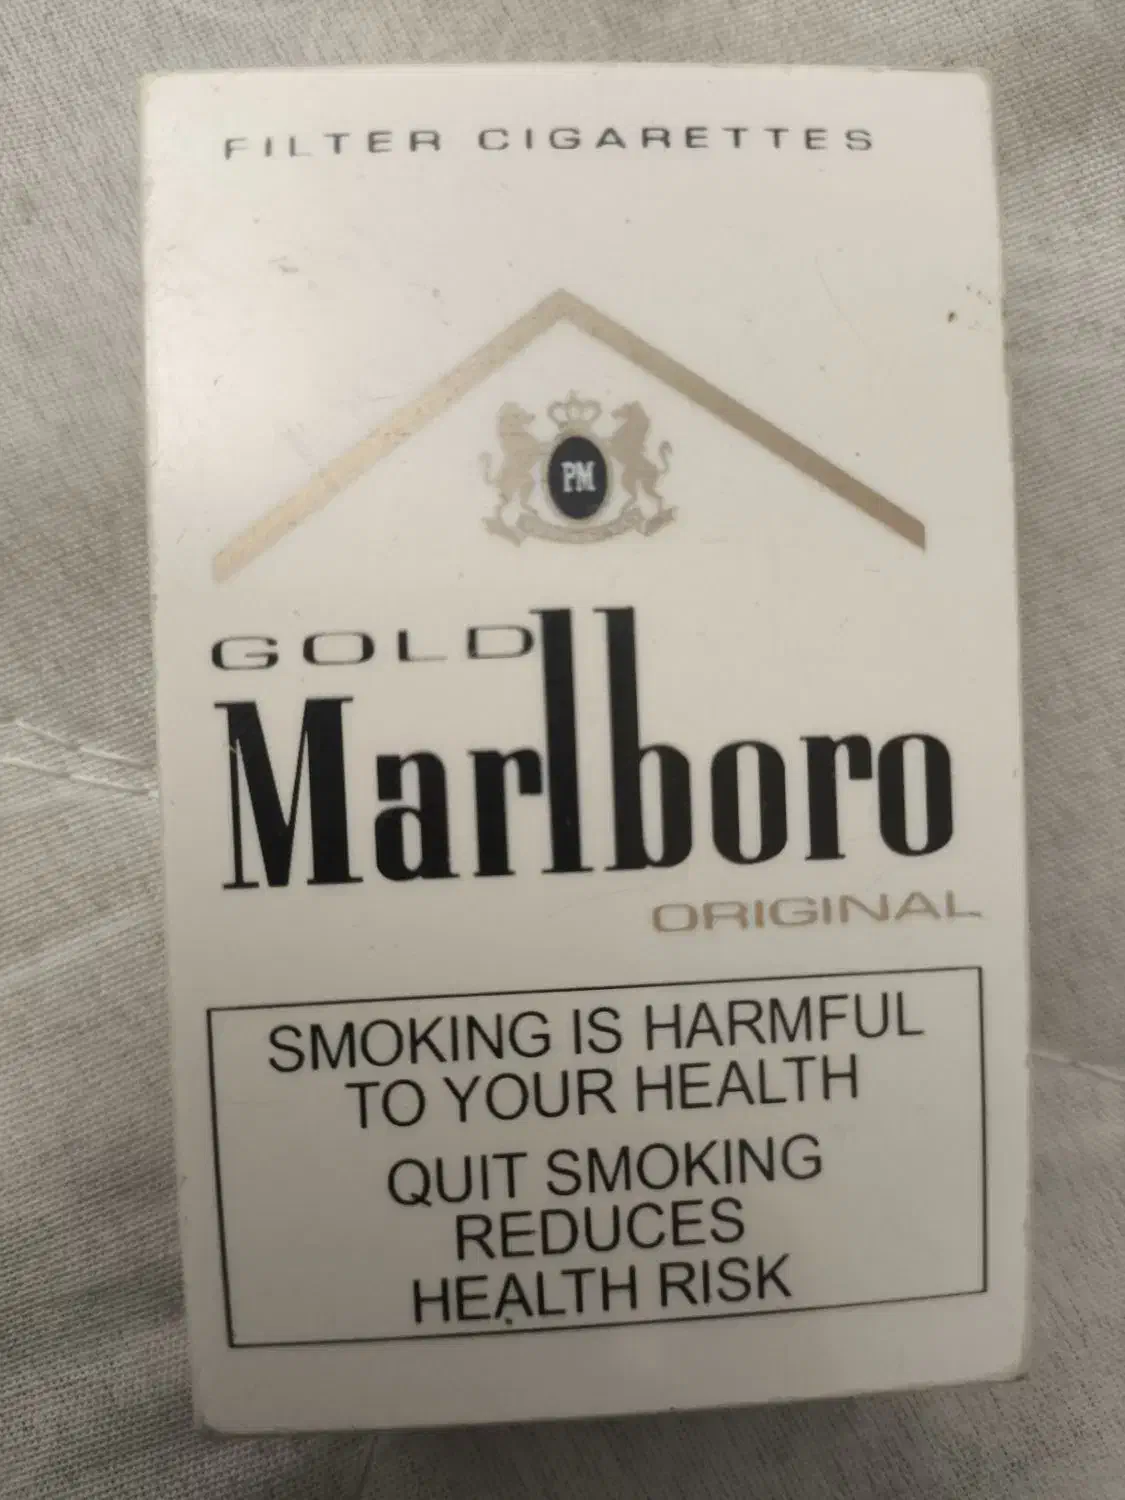 FILTER CIGARETTES
PM
GOLD
Marlboro
ORIGINAL
SMOKING IS HARMFUL
TO YOUR HEALTH
QUIT SMOKING
REDUCES
HEALTH RISK